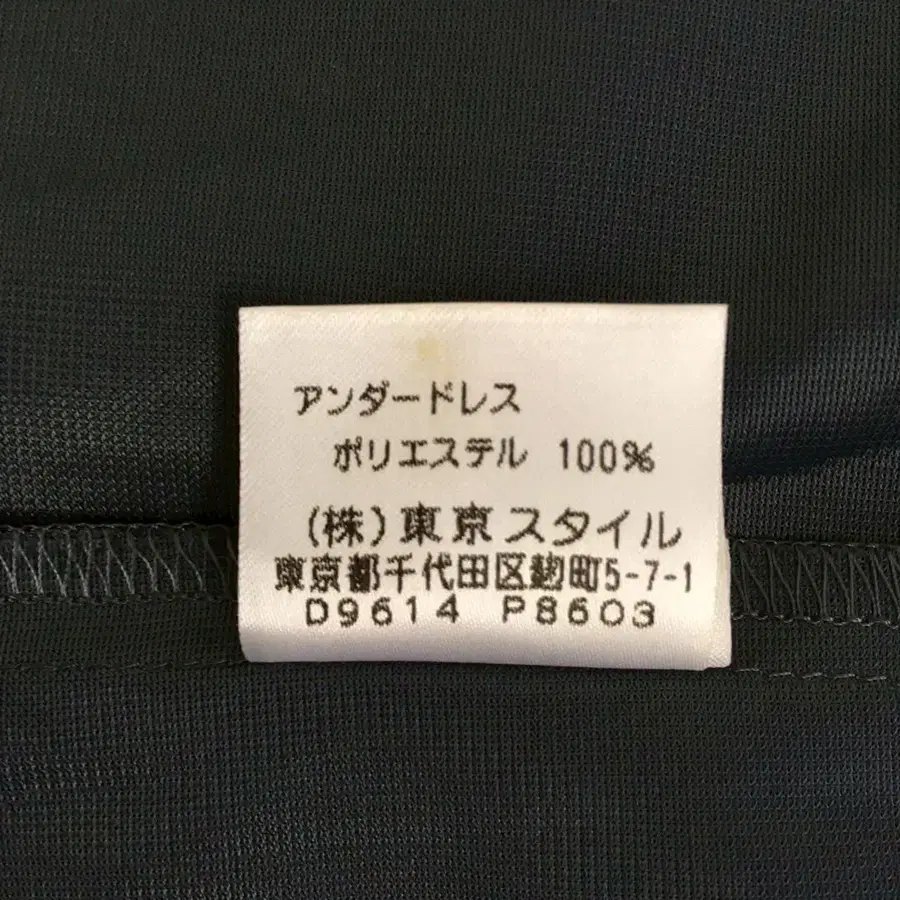 アンダードレス
ポリエステル 100%
(株)東京スタイル
東京都千代田区麹町5-7-1
D9614 P8603